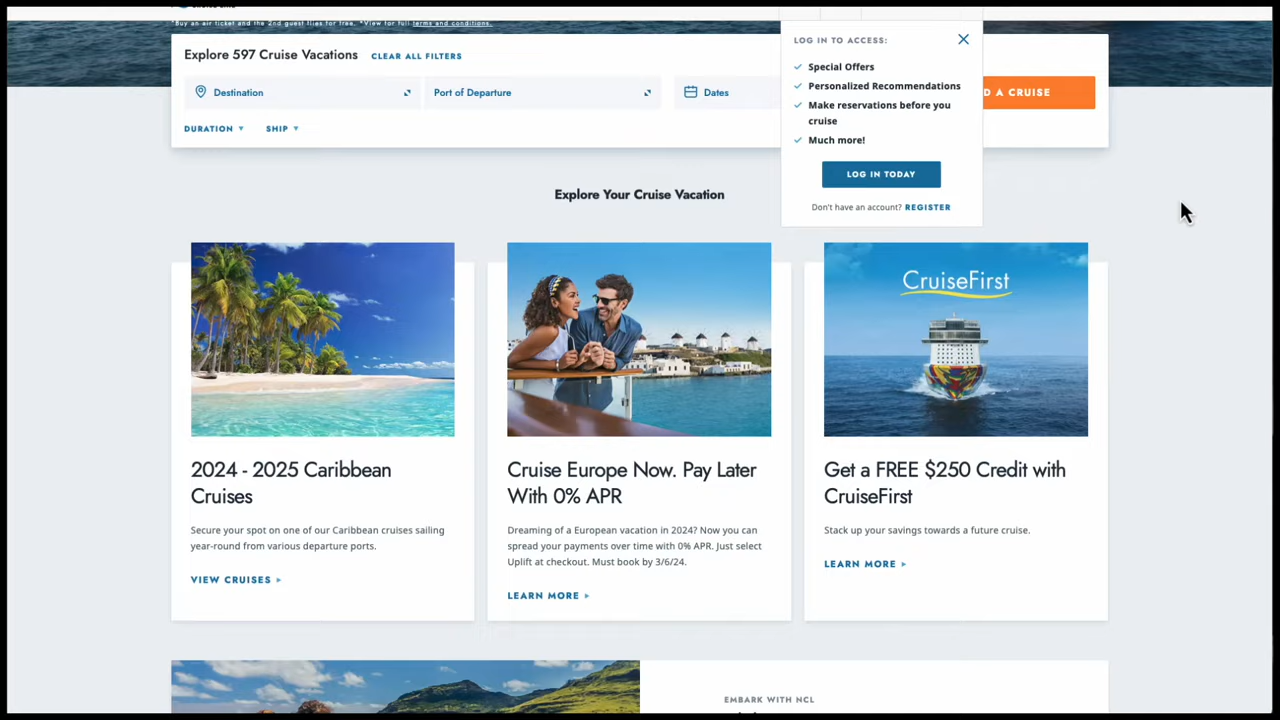 *Buy an air ticket and the 2nd guest flies for free. *View for full terms and conditions.
Explore 597 Cruise Vacations CLEAR ALL FILTERS
Destination
Port of Departure
Dates
D A CRUISE
DURATION
SHIP
LOG IN TO ACCESS:
Special Offers
Personalized Recommendations
Make reservations before you
cruise
Much more!
LOG IN TODAY
Don't have an account? REGISTER
Explore Your Cruise Vacation
2024 - 2025 Caribbean
Cruises
Secure your spot on one of our Caribbean cruises sailing
year-round from various departure ports.
VIEW CRUISES
Cruise Europe Now. Pay Later
With 0% APR
Dreaming of a European vacation in 2024? Now you can
spread your payments over time with 0% APR. Just select
Uplift at checkout. Must book by 3/6/24.
LEARN MORE
CruiseFirst
Get a FREE $250 Credit with
CruiseFirst
Stack up your savings towards a future cruise.
LEARN MORE
EMBARK WITH NCL